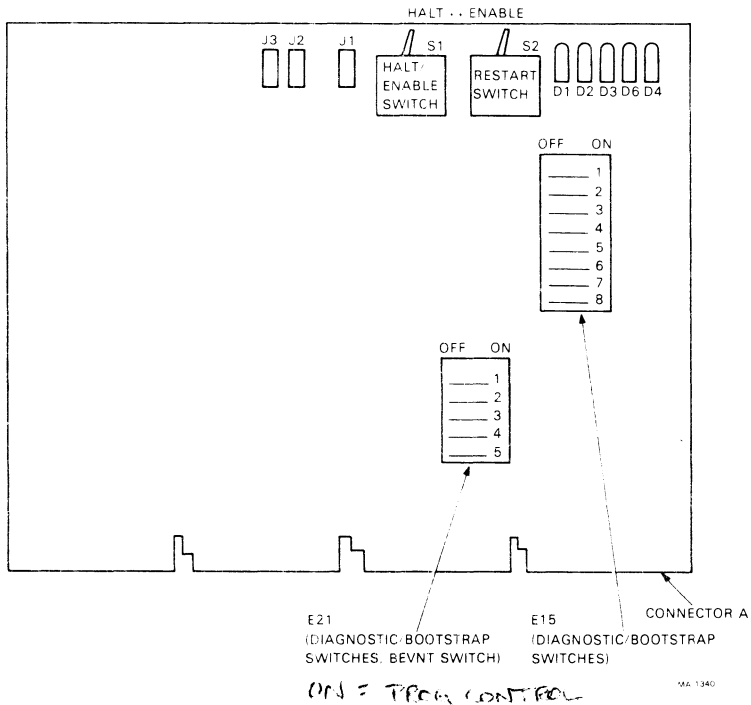 HALT •• ENABLE
J3 J2 J1 S1 S2
HALT/
ENABLE
SWITCH
RESTART
SWITCH
D1 D2 D3 D6 D4
OFF ON
1
2
3
4
5
6
7
8
OFF ON
1
2
3
4
5
CONNECTOR A
E21
(DIAGNOSTIC/BOOTSTRAP
SWITCHES, BEVNT SWITCH)
E15
(DIAGNOSTIC/BOOTSTRAP
SWITCHES)
MA 1340
ON = CONTROL